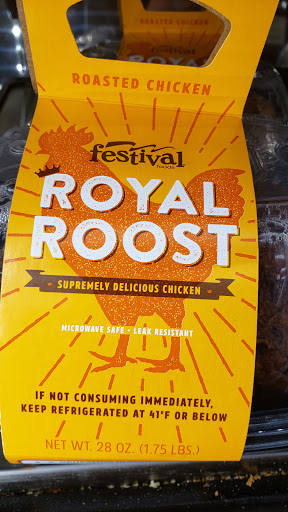 ROASTED CHICKEN
festival
foods
ROYAL
ROOST
SUPREMELY DELICIOUS CHICKEN
MICROWAVE SAFE • LEAK RESISTANT
IF NOT CONSUMING IMMEDIATELY,
KEEP REFRIGERATED AT 41°F OR BELOW
NET WT. 28 OZ. (1.75 LBS.)